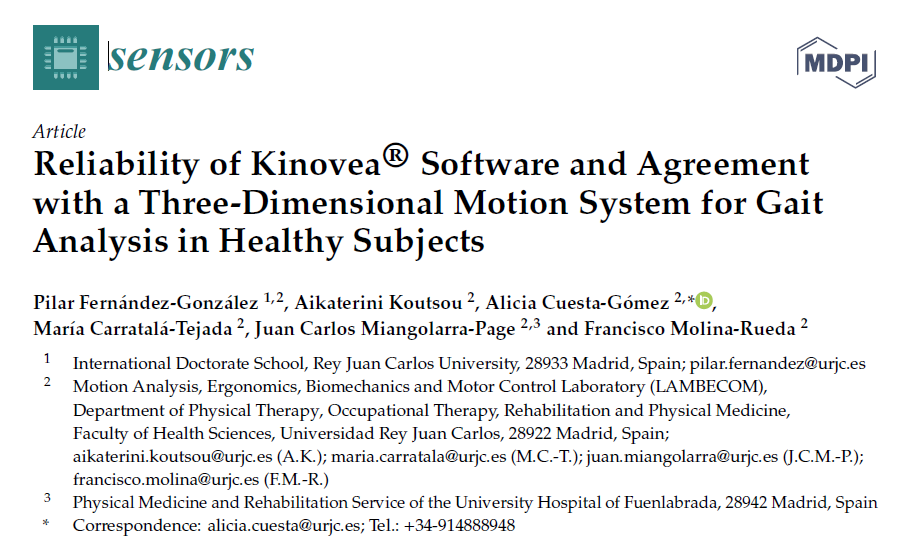 sensors
MDPI
Article
Reliability of Kinovea® Software and Agreement
with a Three-Dimensional Motion System for Gait
Analysis in Healthy Subjects
Pilar Fernández-González 1,2, Aikaterini Koutsou 2, Alicia Cuesta-Gómez 2,* iD,
María Carratalá-Tejada 2, Juan Carlos Miangolarra-Page 2,3 and Francisco Molina-Rueda 2
1 International Doctorate School, Rey Juan Carlos University, 28933 Madrid, Spain; pilar.fernandez@urjc.es
2 Motion Analysis, Ergonomics, Biomechanics and Motor Control Laboratory (LAMBECOM),
Department of Physical Therapy, Occupational Therapy, Rehabilitation and Physical Medicine,
Faculty of Health Sciences, Universidad Rey Juan Carlos, 28922 Madrid, Spain;
aikaterini.koutsou@urjc.es (A.K.); maria.carratala@urjc.es (M.C.-T.); juan.miangolarra@urjc.es (J.C.M.-P.);
francisco.molina@urjc.es (F.M.-R.)
3 Physical Medicine and Rehabilitation Service of the University Hospital of Fuenlabrada, 28942 Madrid, Spain
* Correspondence: alicia.cuesta@urjc.es; Tel.: +34-914888948